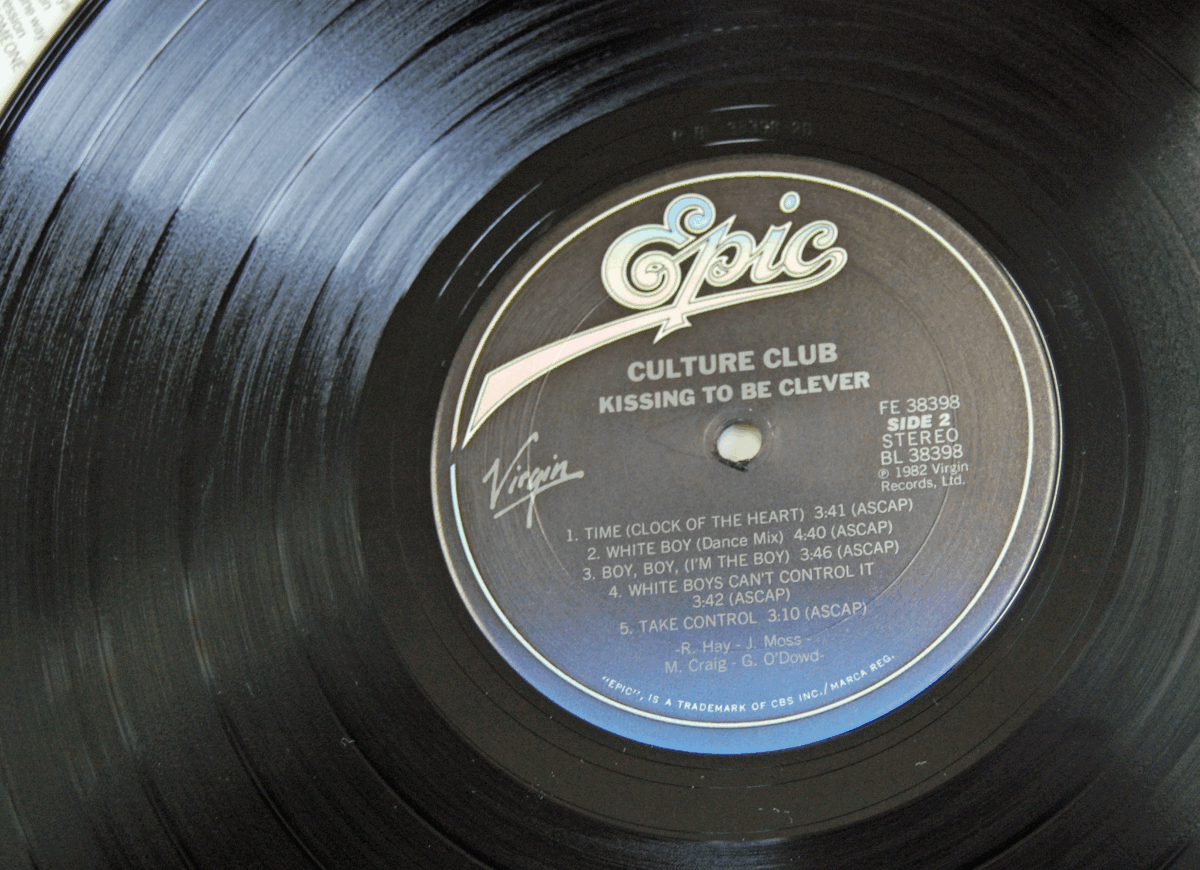 Epic
CULTURE CLUB
KISSING TO BE CLEVER
FE 38398
SIDE 2
STEREO
BL 38398
℗ 1982 Virgin
Records, Ltd.
Virgin
1. TIME (CLOCK OF THE HEART) 3:41 (ASCAP)
2. WHITE BOY (Dance Mix) 4:40 (ASCAP)
3. BOY, BOY, (I'M THE BOY) 3:46 (ASCAP)
4. WHITE BOYS CAN'T CONTROL IT
3:42 (ASCAP)
5. TAKE CONTROL 3:10 (ASCAP)
-R. Hay - J. Moss -
M. Craig - G. O'Dowd-
"EPIC", IS A TRADEMARK OF CBS INC./MARCA REG.